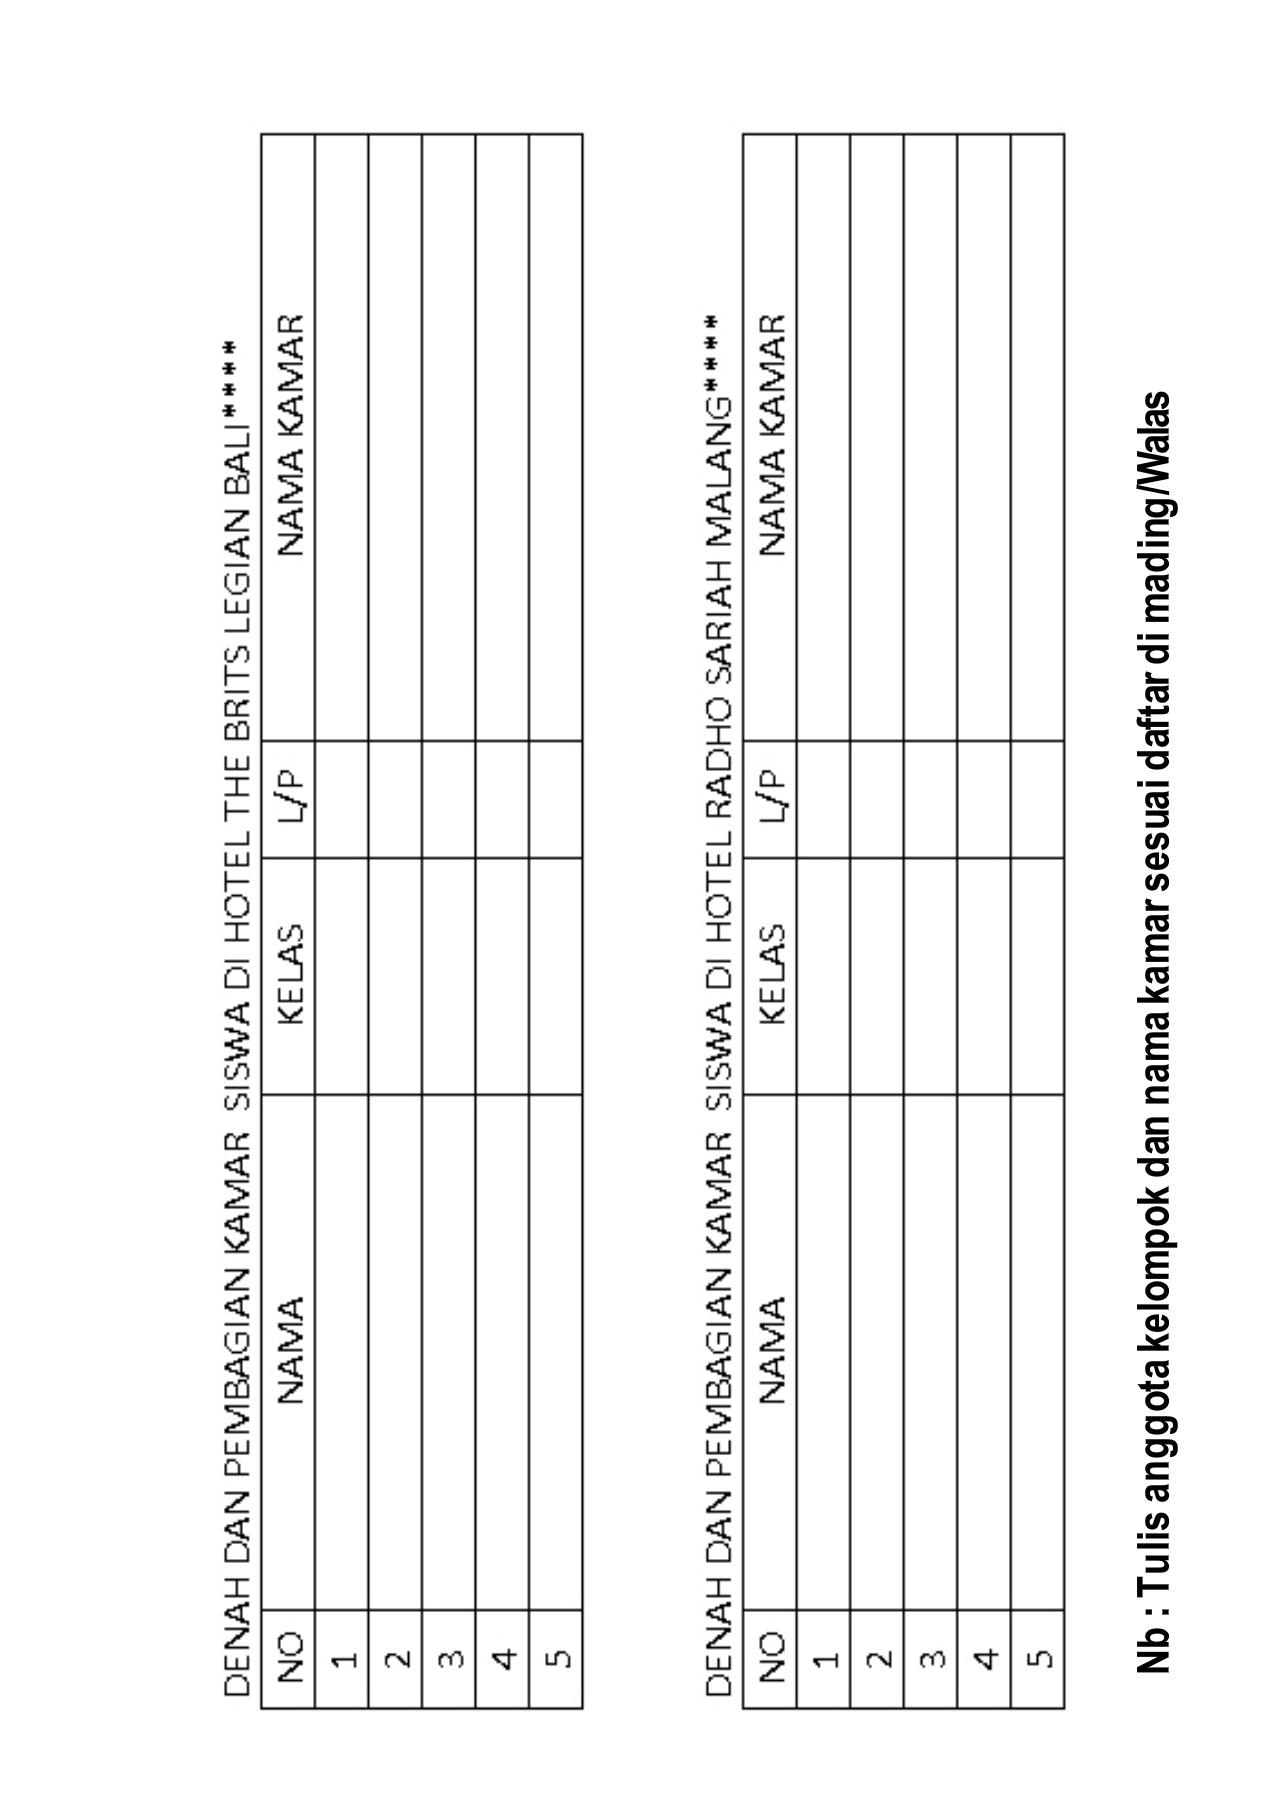 DENAH DAN PEMBAGIAN KAMAR SISWA DI HOTEL THE BRITS LEGIAN BALI****
NO NAMA KELAS L/P NAMA KAMAR
1
2
3
4
5
DENAH DAN PEMBAGIAN KAMAR SISWA DI HOTEL RADHO SARIAH MALANG****
NO NAMA KELAS L/P NAMA KAMAR
1
2
3
4
5
Nb : Tulis anggota kelompok dan nama kamar sesuai daftar di mading/Walas